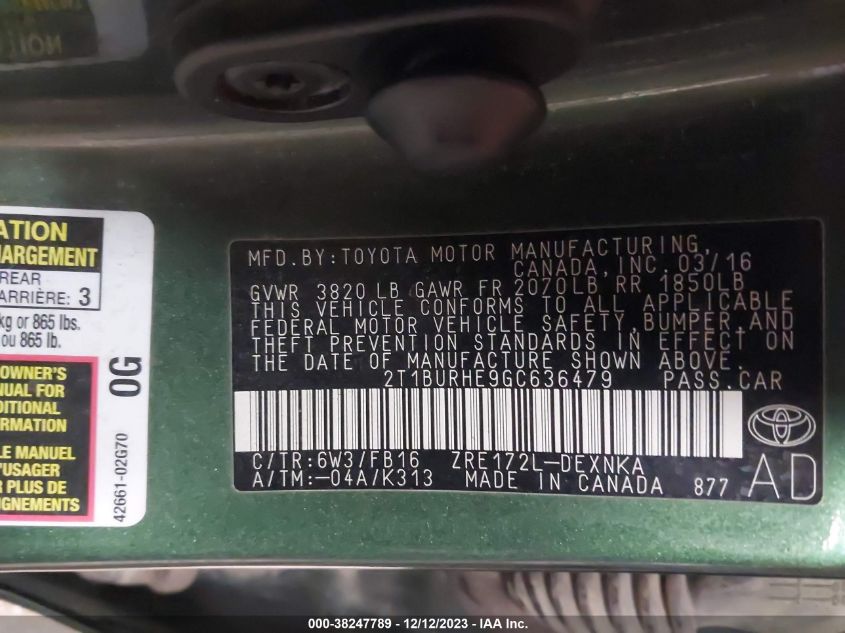 ATION
HARGEMENT
REAR
ARRIÈRE: 3
kg or 865 lbs.
ou 865 lb.
OWNER'S
NUAL FOR
DITIONAL
ORMATION
LE MANUEL
'USAGER
R PLUS DE
IGNEMENTS
0G
42661-02G70
MFD.BY:TOYOTA MOTOR MANUFACTURING,
CANADA, INC. 03/16
GVWR 3820 LB GAWR FR 2070LB RR 1850LB
THIS VEHICLE CONFORMS TO ALL APPLICABLE
FEDERAL MOTOR VEHICLE SAFETY,BUMPER,AND
THEFT PREVENTION STANDARDS IN EFFECT ON
THE DATE OF MANUFACTURE SHOWN ABOVE.
2T1BURHE9GC636479 PASS.CAR
C/TR:6W3/FB16 ZRE172L-DEXNKA
A/TM:-04A/K313 MADE IN CANADA 877
AD
000-38247789 - 12/12/2023 - IAA Inc.